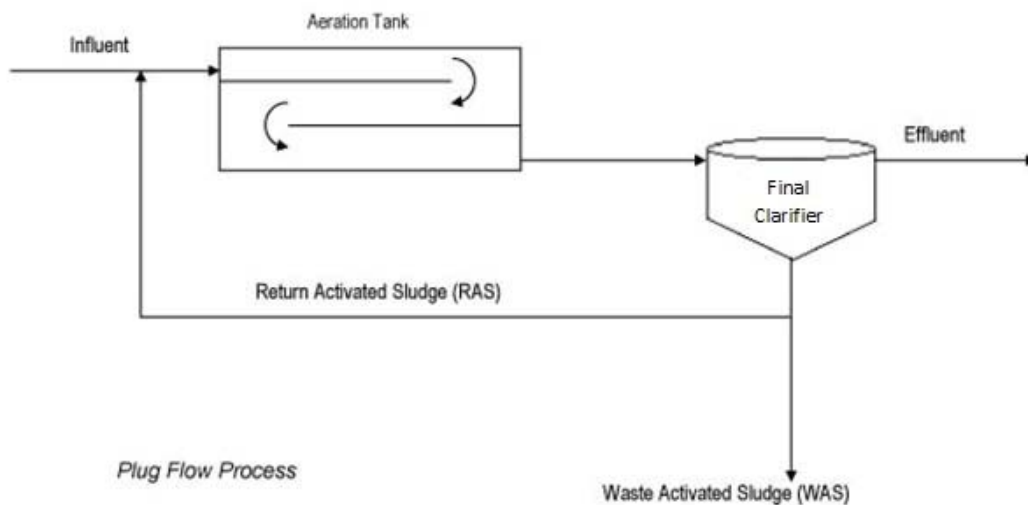 Aeration Tank
Influent
Effluent
Final
Clarifier
Return Activated Sludge (RAS)
Plug Flow Process
Waste Activated Sludge (WAS)